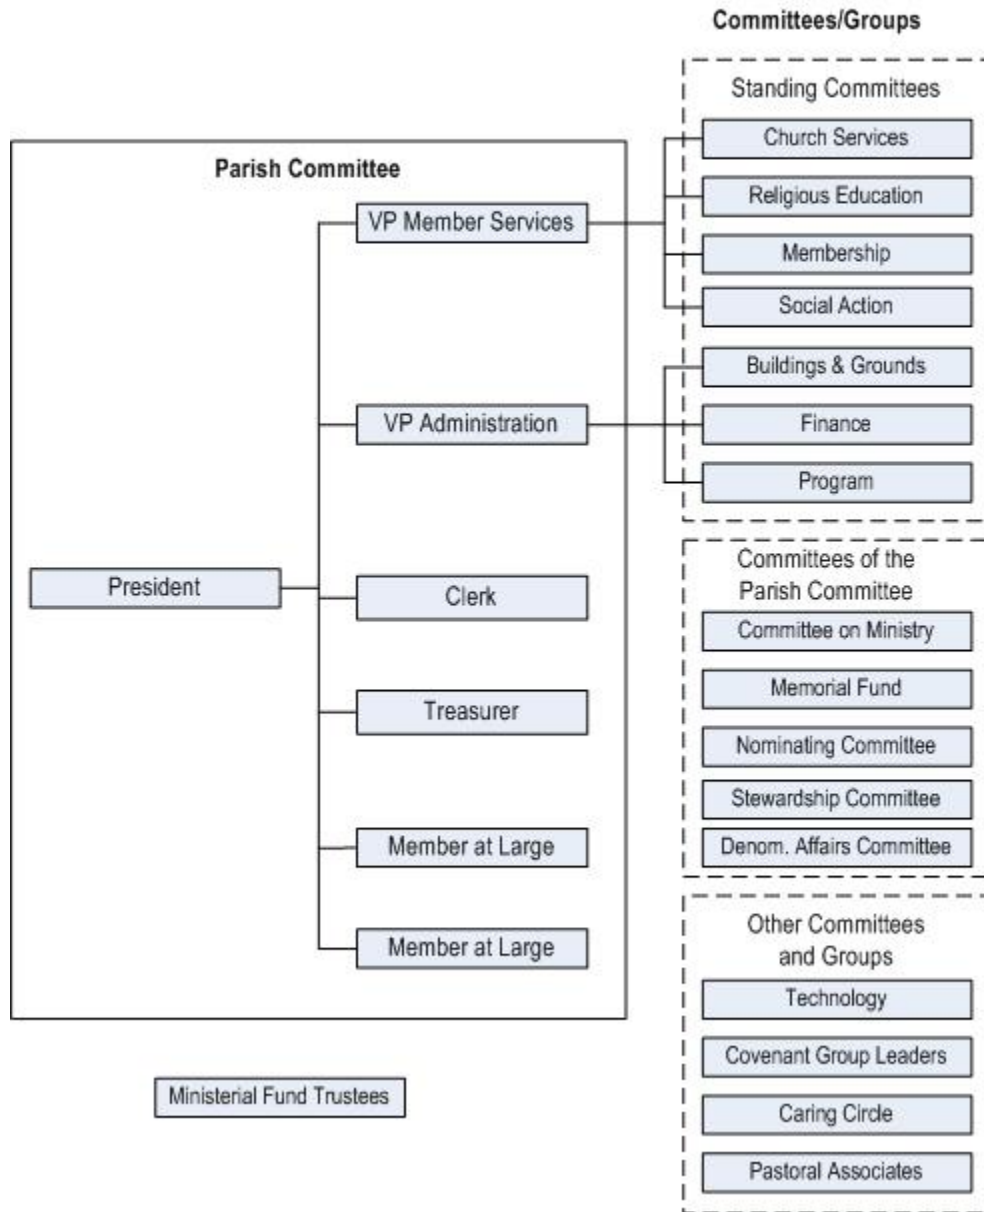 Committees/Groups
Standing Committees
Church Services
Religious Education
Membership
Social Action
Buildings & Grounds
Finance
Program
Parish Committee
VP Member Services
VP Administration
President
Clerk
Treasurer
Member at Large
Member at Large
Committees of the
Parish Committee
Committee on Ministry
Memorial Fund
Nominating Committee
Stewardship Committee
Denom. Affairs Committee
Other Committees
and Groups
Technology
Covenant Group Leaders
Caring Circle
Pastoral Associates
Ministerial Fund Trustees